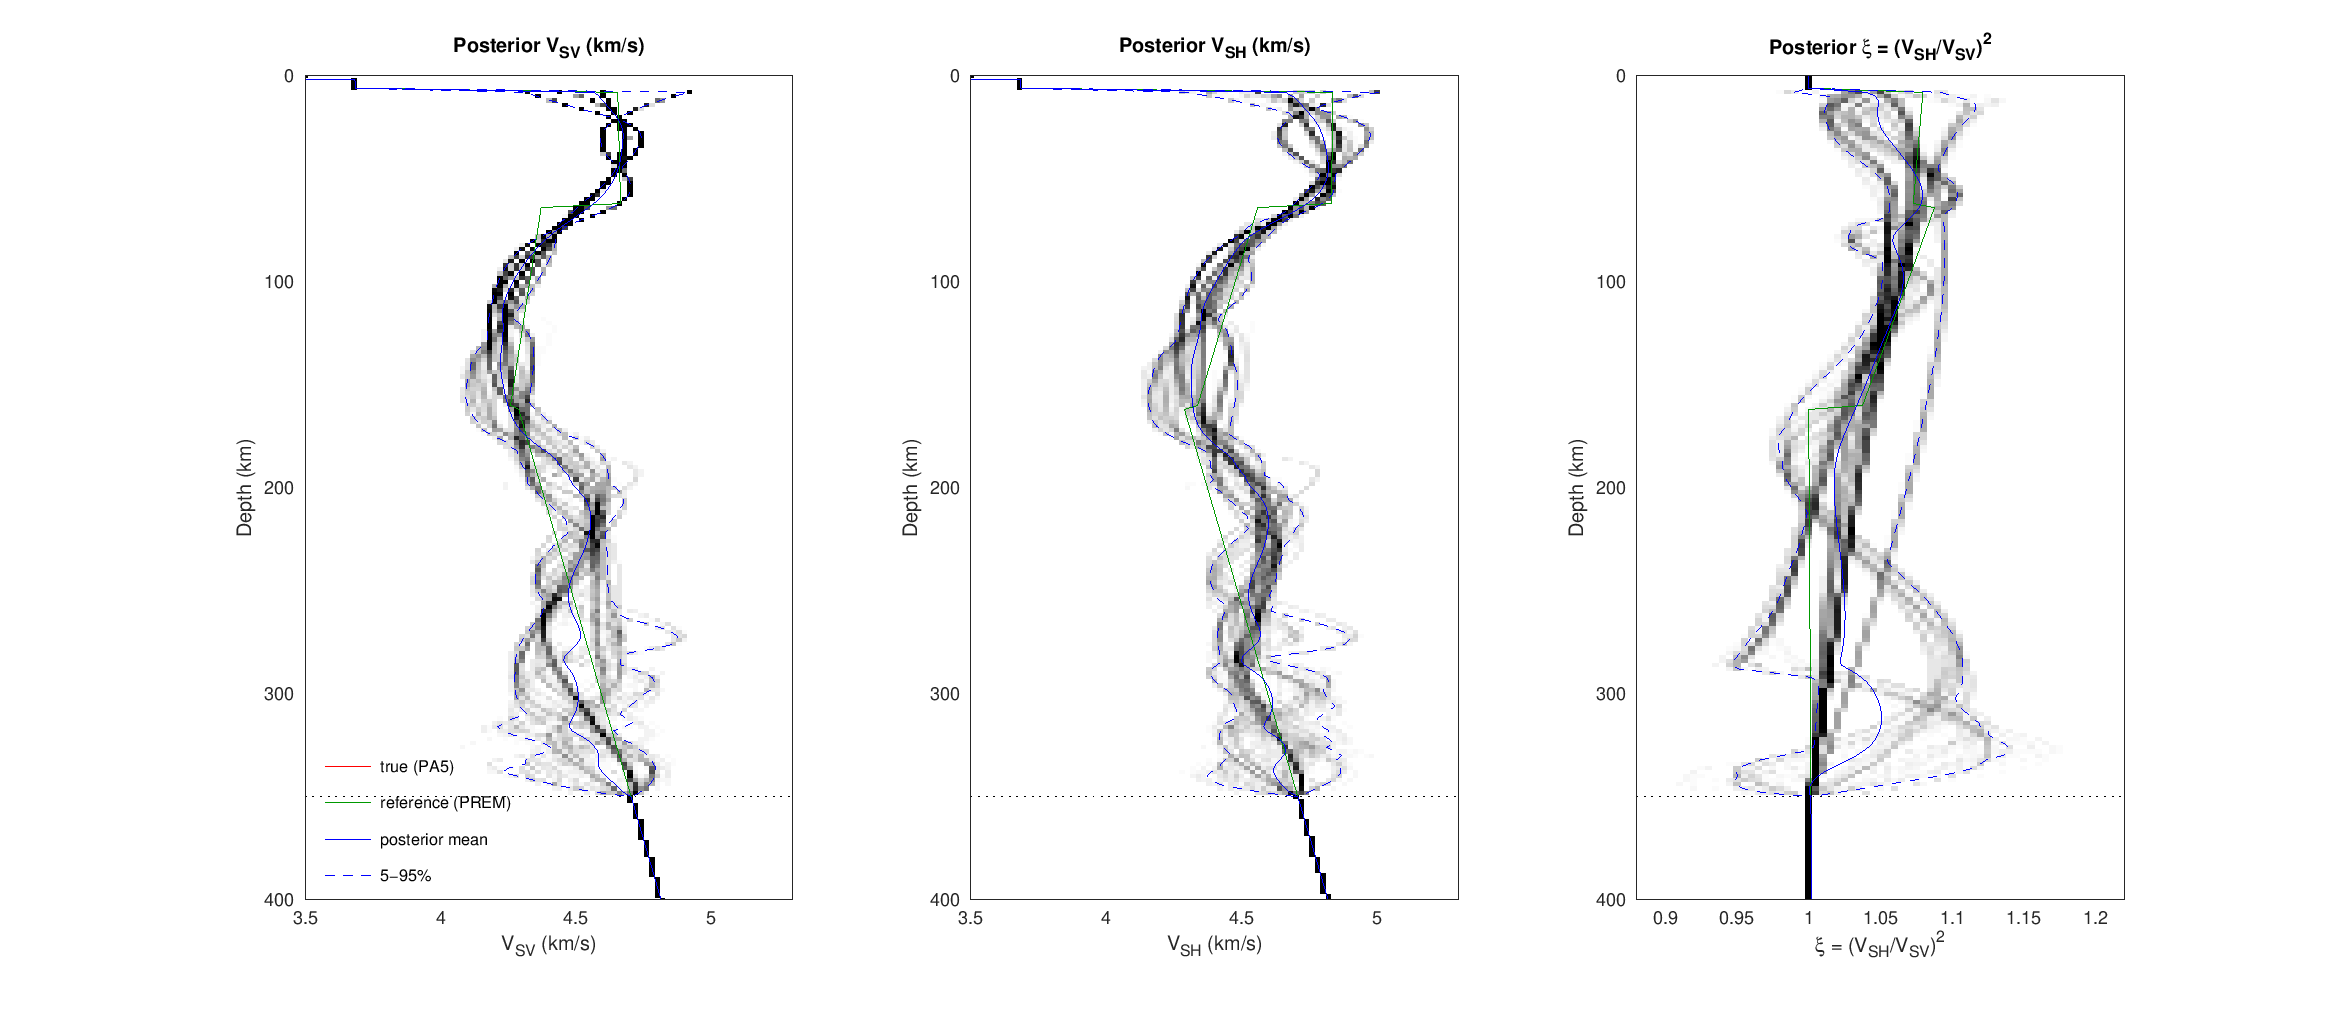 Posterior V_SV (km/s)
0
100
200
300
400
Depth (km)
true (PA5)
reference (PREM)
posterior mean
5−95%
3.5 4 4.5 5
V_SV (km/s)
Posterior V_SH (km/s)
0
100
200
300
400
Depth (km)
3.5 4 4.5 5
V_SH (km/s)
Posterior ξ = (V_SH/V_SV)^2
0
100
200
300
400
Depth (km)
0.9 0.95 1 1.05 1.1 1.15 1.2
ξ = (V_SH/V_SV)^2